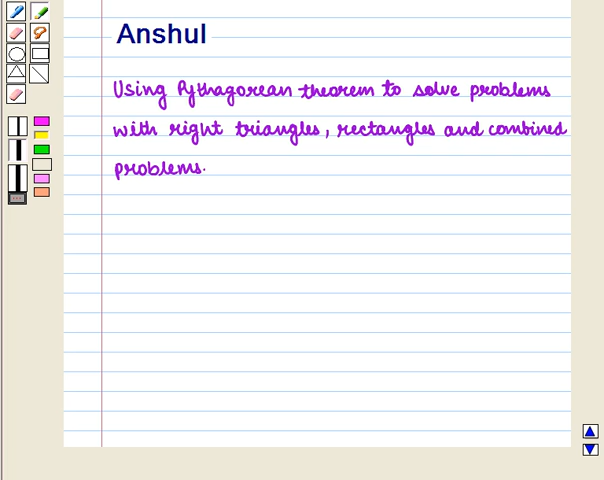 Anshul
Using Pythagorean theorem to solve problems
with right triangles, rectangles and combined
problems.